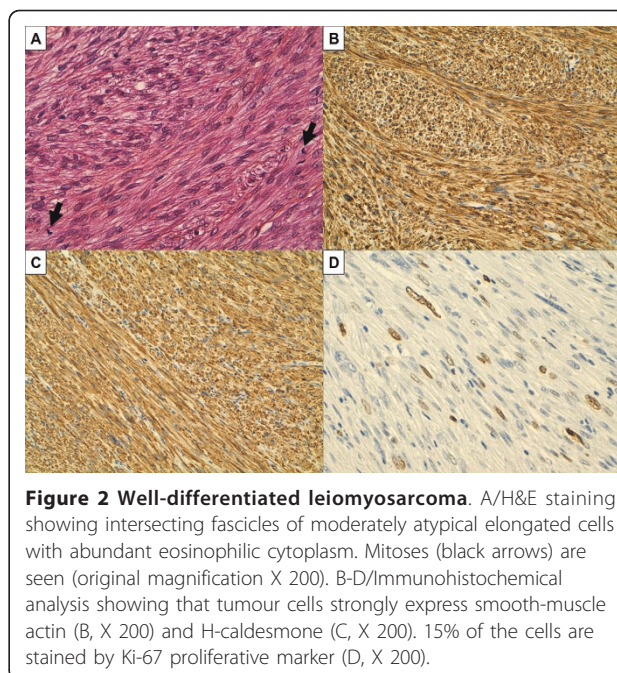 A
B
C
D
Figure 2 Well-differentiated leiomyosarcoma. A/H&E staining
showing intersecting fascicles of moderately atypical elongated cells
with abundant eosinophilic cytoplasm. Mitoses (black arrows) are
seen (original magnification X 200). B-D/Immunohistochemical
analysis showing that tumour cells strongly express smooth-muscle
actin (B, X 200) and H-caldesmone (C, X 200). 15% of the cells are
stained by Ki-67 proliferative marker (D, X 200).